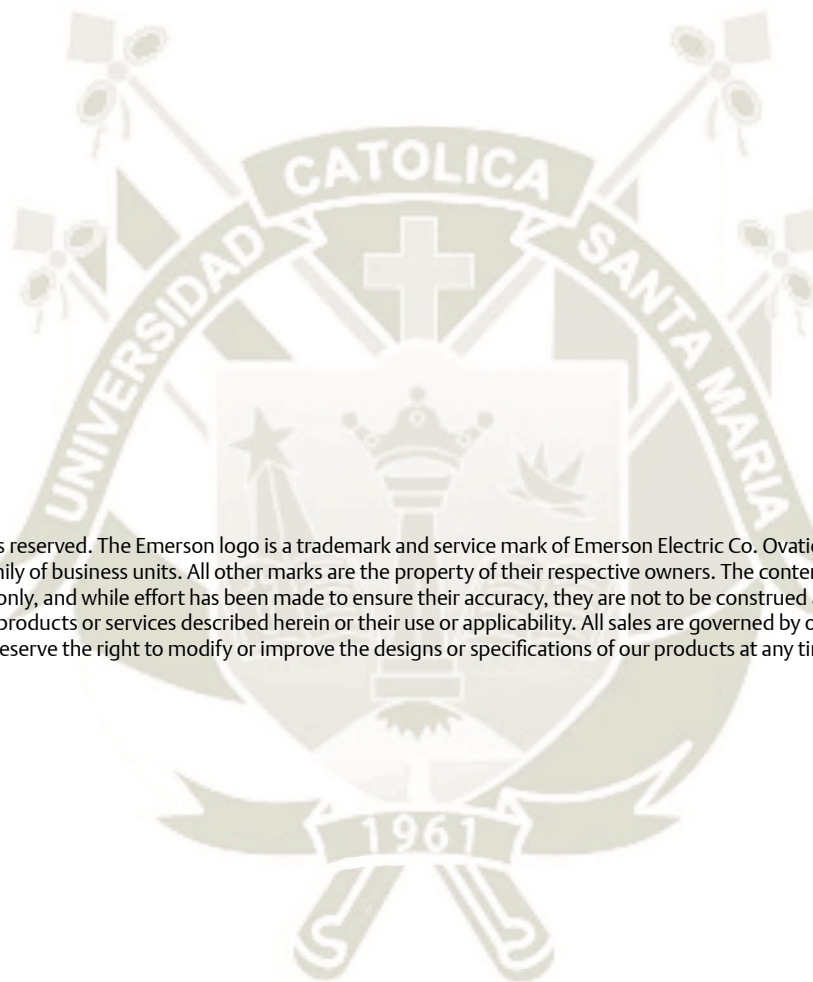 CATOLICA
UNIVERSIDAD
SANTA MARIA
s reserved. The Emerson logo is a trademark and service mark of Emerson Electric Co. Ovati
ily of business units. All other marks are the property of their respective owners. The conten
only, and while effort has been made to ensure their accuracy, they are not to be construed
products or services described herein or their use or applicability. All sales are governed by o
eserve the right to modify or improve the designs or specifications of our products at any ti
1961